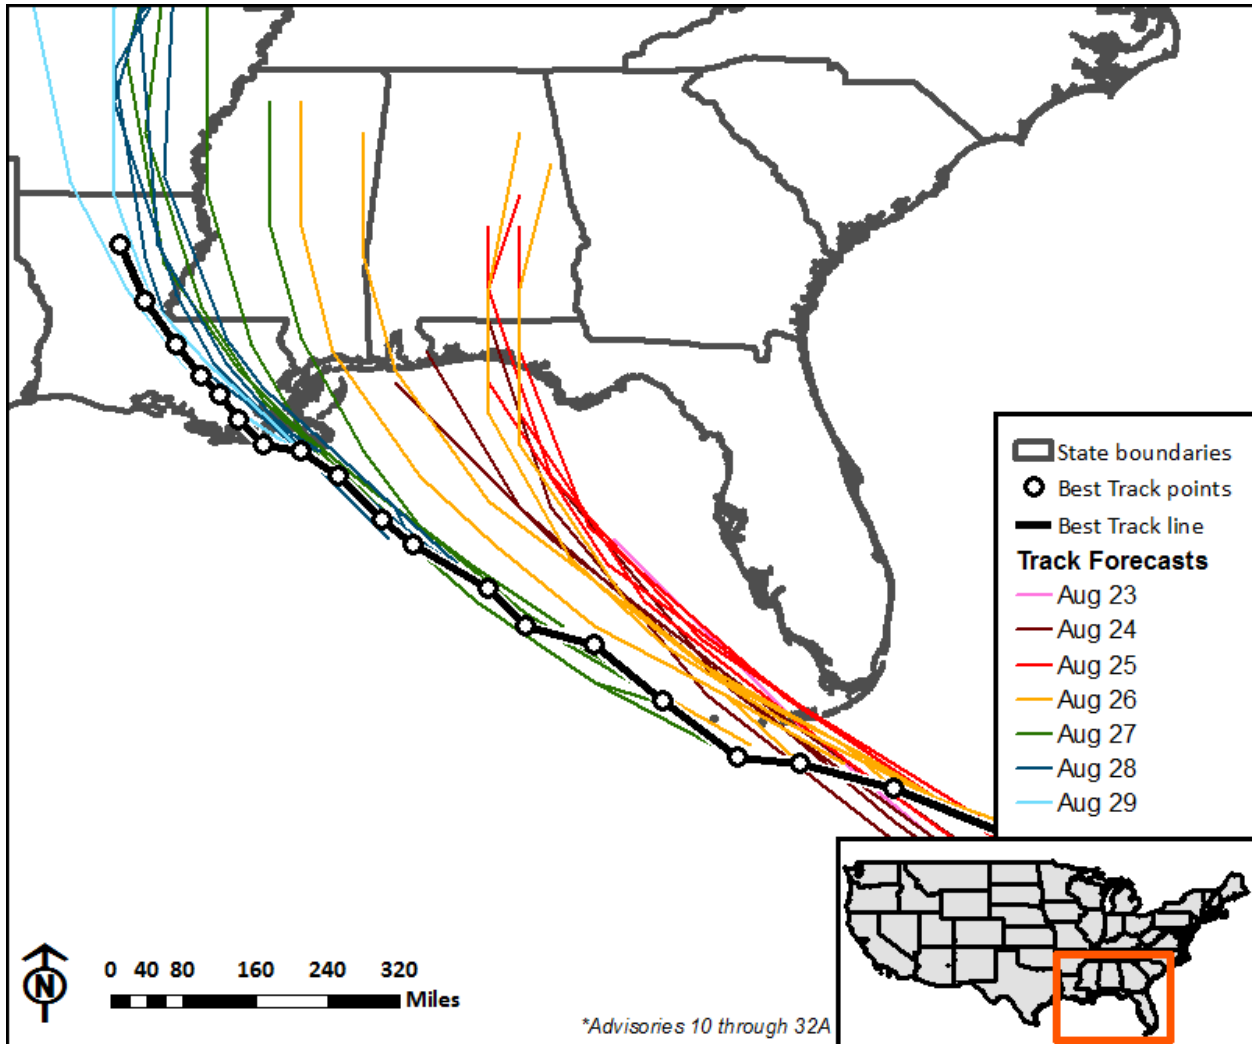 State boundaries
Best Track points
Best Track line
Track Forecasts
Aug 23
Aug 24
Aug 25
Aug 26
Aug 27
Aug 28
Aug 29
N
0 40 80 160 240 320
Miles
*Advisories 10 through 32A